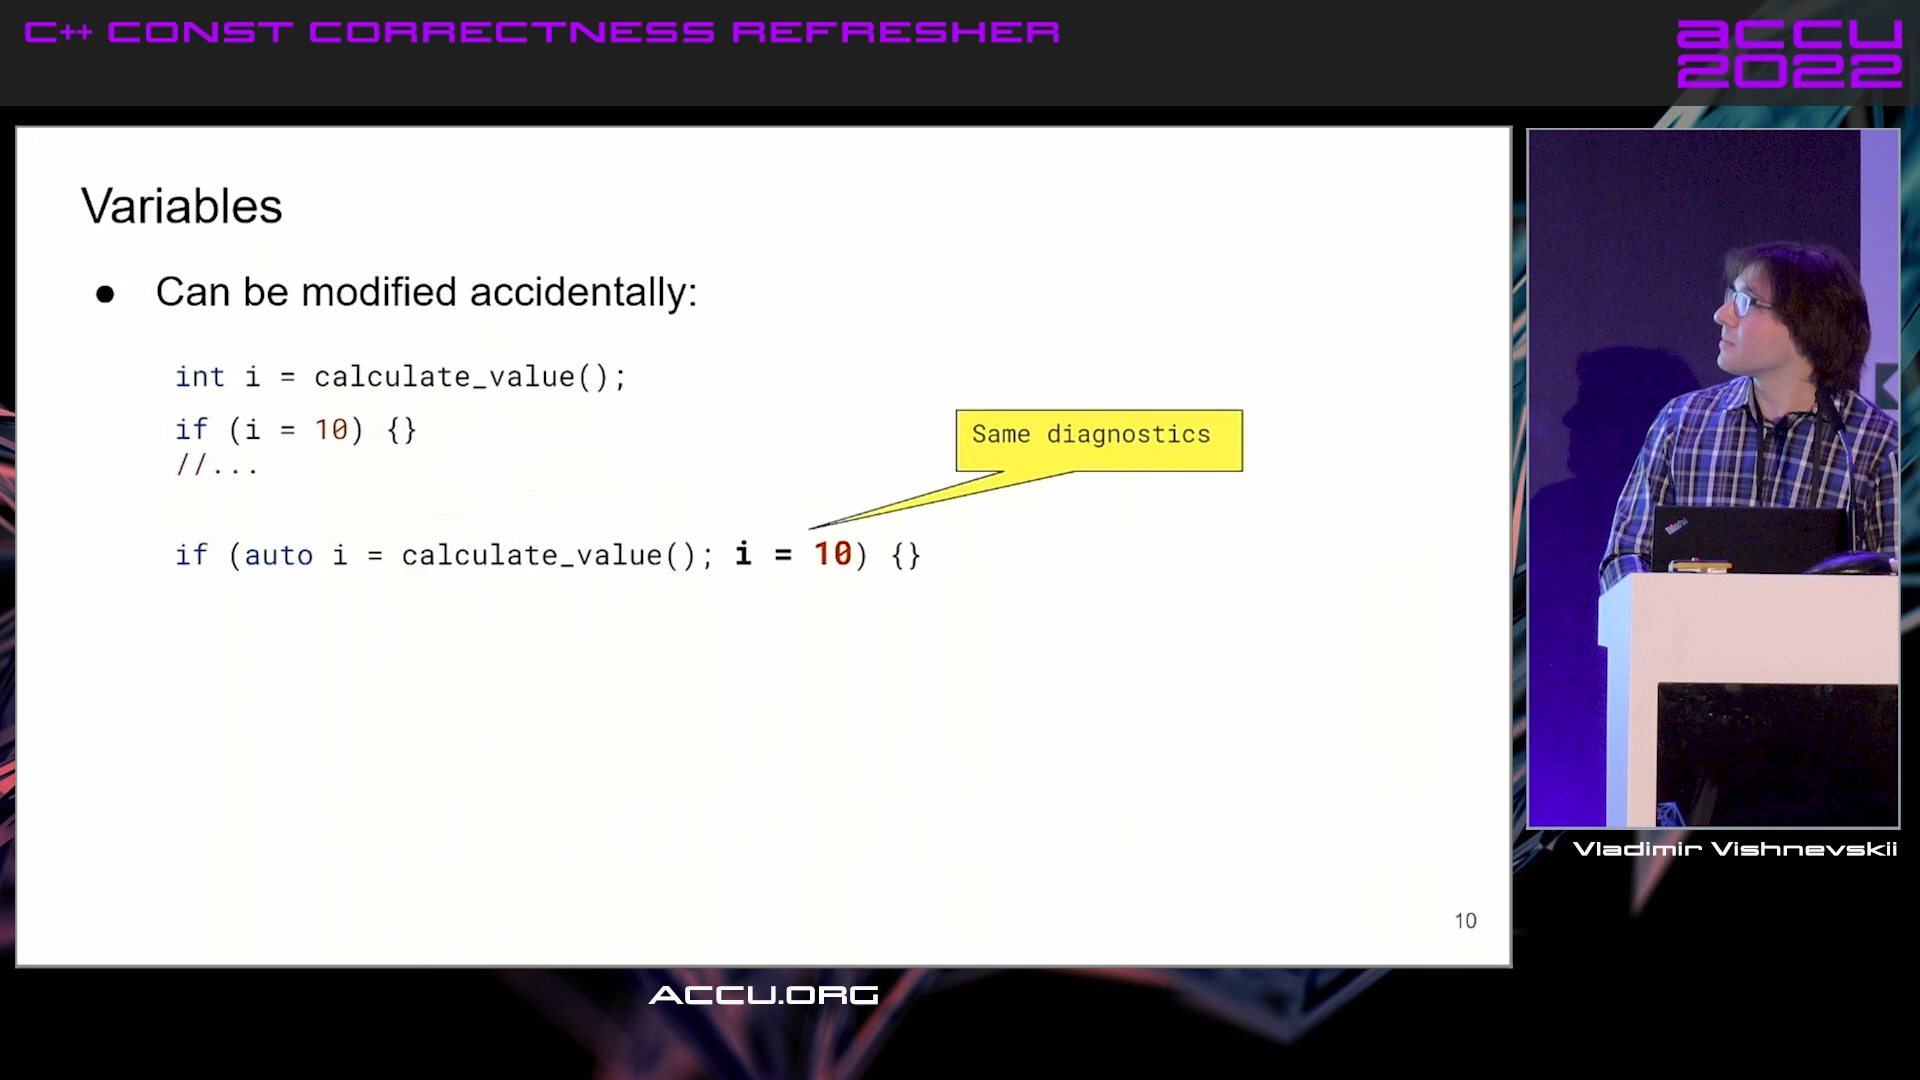 C++ CONST CORRECTNESS REFRESHER
accu
2022
Variables
● Can be modified accidentally:
int i = calculate_value();
if (i = 10) {}
//...
Same diagnostics
if (auto i = calculate_value(); i = 10) {}
10
Vladimir Vishnevskii
ACCU.ORG